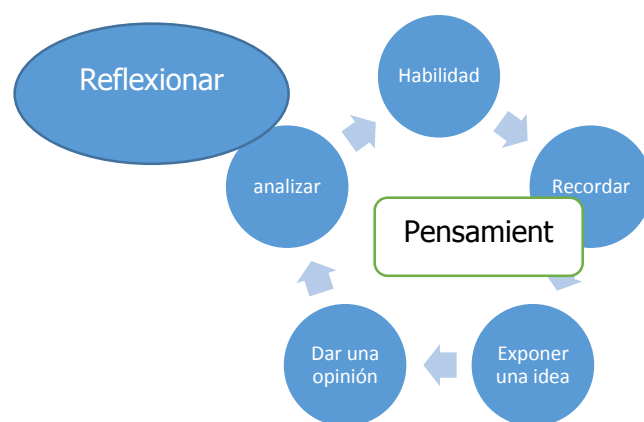 Reflexionar
Habilidad
analizar
Recordar
Pensamient
Dar una
opinión
Exponer
una idea